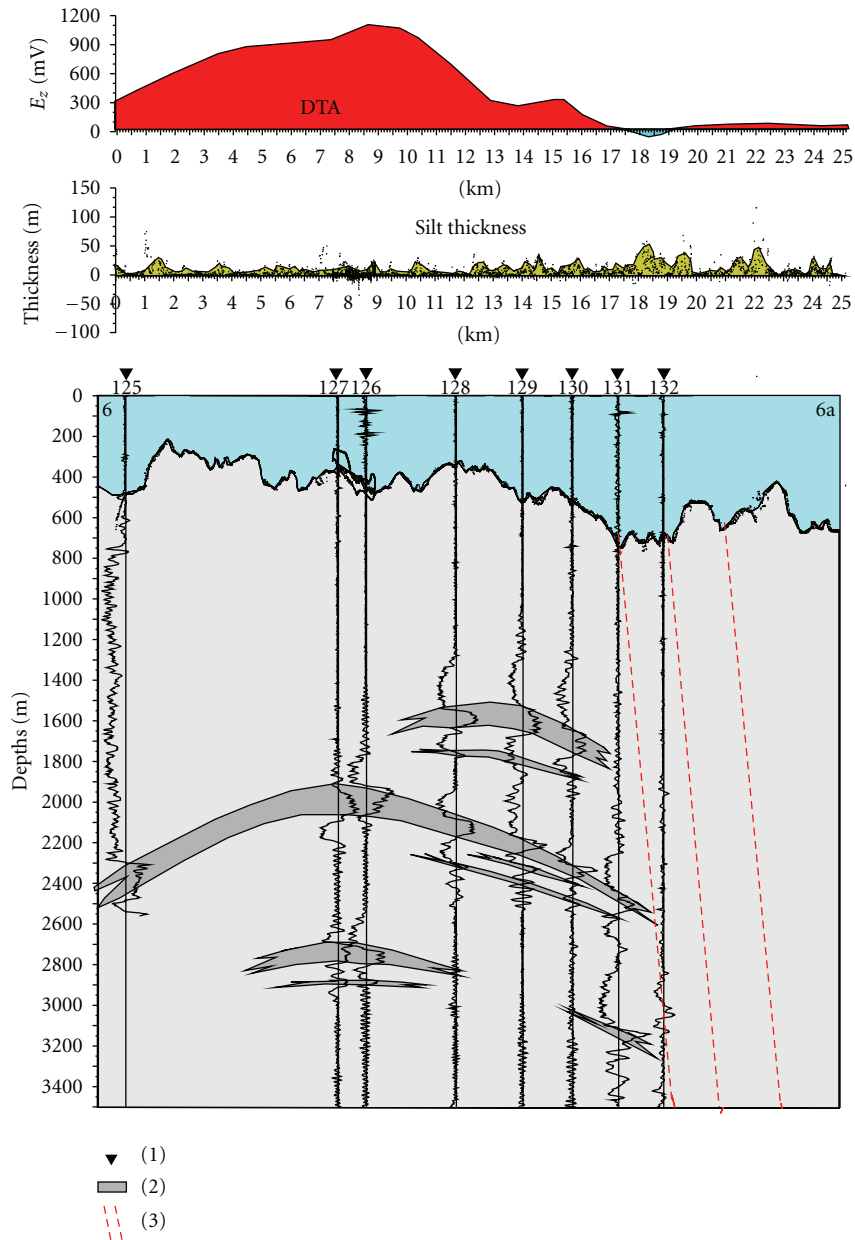 1200
900
600
300
0
E_z (mV)
DTA
0 1 2 3 4 5 6 7 8 9 10 11 12 13 14 15 16 17 18 19 20 21 22 23 24 25
(km)
150
100
50
0
−50
−100
Thickness (m)
Silt thickness
0 1 2 3 4 5 6 7 8 9 10 11 12 13 14 15 16 17 18 19 20 21 22 23 24 25
(km)
125 127 126 128 129 130 131 132
6 6a
0
200
400
600
800
1000
1200
1400
1600
1800
2000
2200
2400
2600
2800
3000
3200
3400
Depths (m)
(1)
(2)
(3)